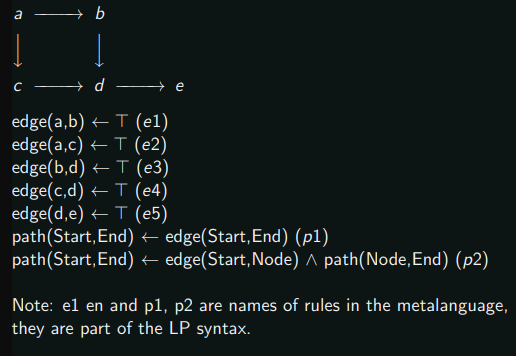 a ⟶ b
c ⟶ d ⟶ e
edge(a,b) ← ⊤ (e1)
edge(a,c) ← ⊤ (e2)
edge(b,d) ← ⊤ (e3)
edge(c,d) ← ⊤ (e4)
edge(d,e) ← ⊤ (e5)
path(Start,End) ← edge(Start,End) (p1)
path(Start,End) ← edge(Start,Node) ∧ path(Node,End) (p2)
Note: e1 en and p1, p2 are names of rules in the metalanguage,
they are part of the LP syntax.